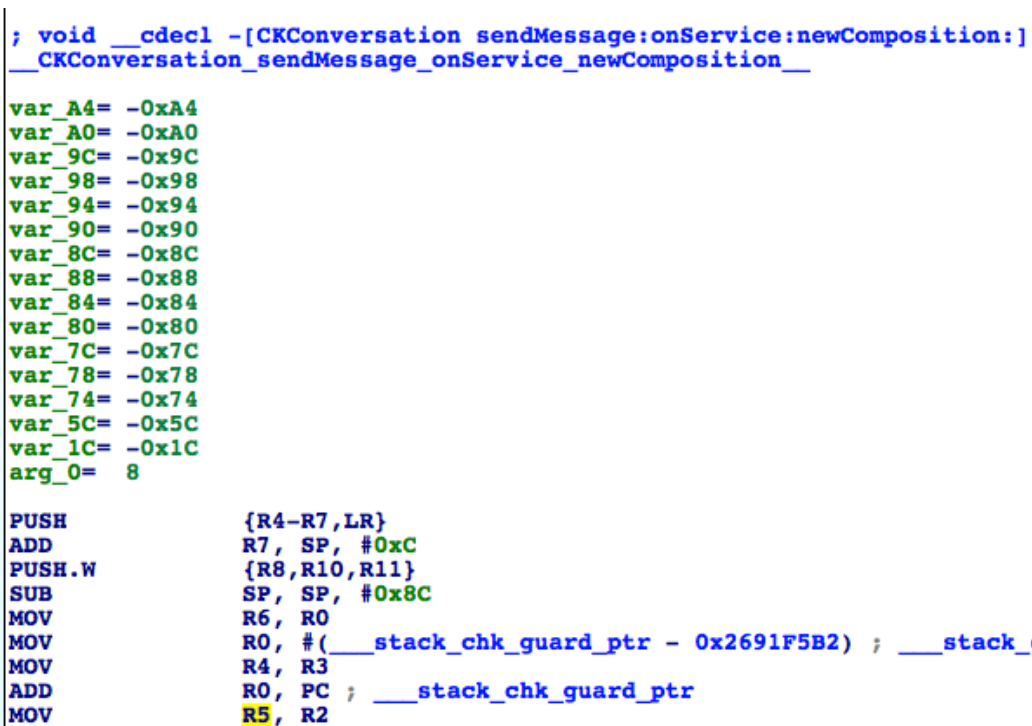 ; void __cdecl -[CKConversation sendMessage:onService:newComposition:]
__CKConversation_sendMessage_onService_newComposition__
var_A4= -0xA4
var_A0= -0xA0
var_9C= -0x9C
var_98= -0x98
var_94= -0x94
var_90= -0x90
var_8C= -0x8C
var_88= -0x88
var_84= -0x84
var_80= -0x80
var_7C= -0x7C
var_78= -0x78
var_74= -0x74
var_5C= -0x5C
var_1C= -0x1C
arg_0= 8
PUSH {R4-R7,LR}
ADD R7, SP, #0xC
PUSH.W {R8,R10,R11}
SUB SP, SP, #0x8C
MOV R6, R0
MOV R0, #(___stack_chk_guard_ptr - 0x2691F5B2) ; ___stack_
MOV R4, R3
ADD R0, PC ; ___stack_chk_guard_ptr
MOV R5, R2